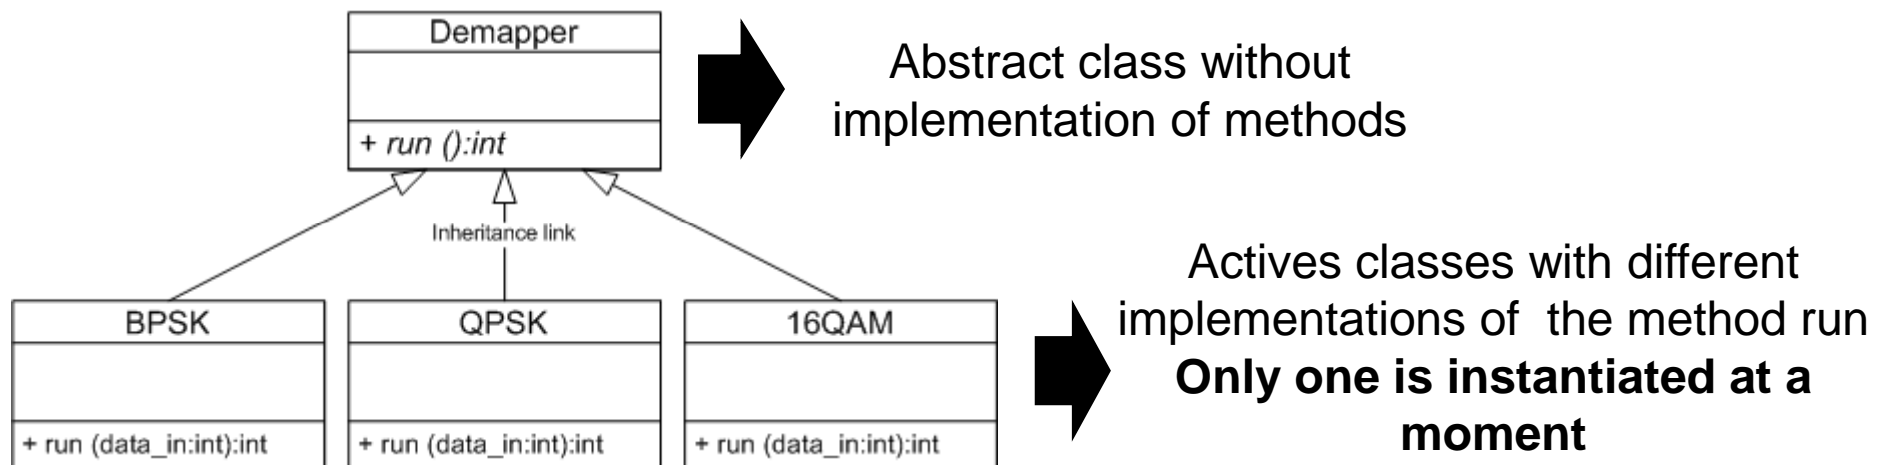 Demapper
+ run ():int
Abstract class without
implementation of methods
Inheritance link
BPSK
+ run (data_in:int):int
QPSK
+ run (data_in:int):int
16QAM
+ run (data_in:int):int
Actives classes with different
implementations of the method run
Only one is instantiated at a
moment